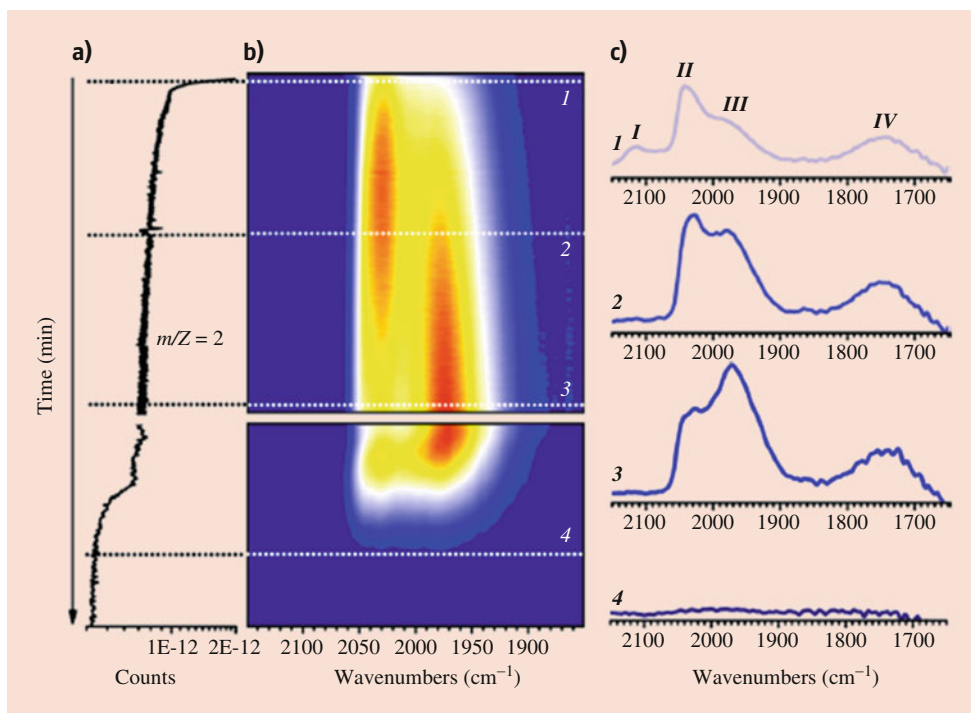 a)
b)
c)
Time (min)
m/Z = 2
1E-12 2E-12
Counts
1
2
3
4
2100 2050 2000 1950 1900
Wavenumbers (cm−1)
I II III IV
1
2100 2000 1900 1800 1700
2
2100 2000 1900 1800 1700
3
2100 2000 1900 1800 1700
4
2100 2000 1900 1800 1700
Wavenumbers (cm−1)